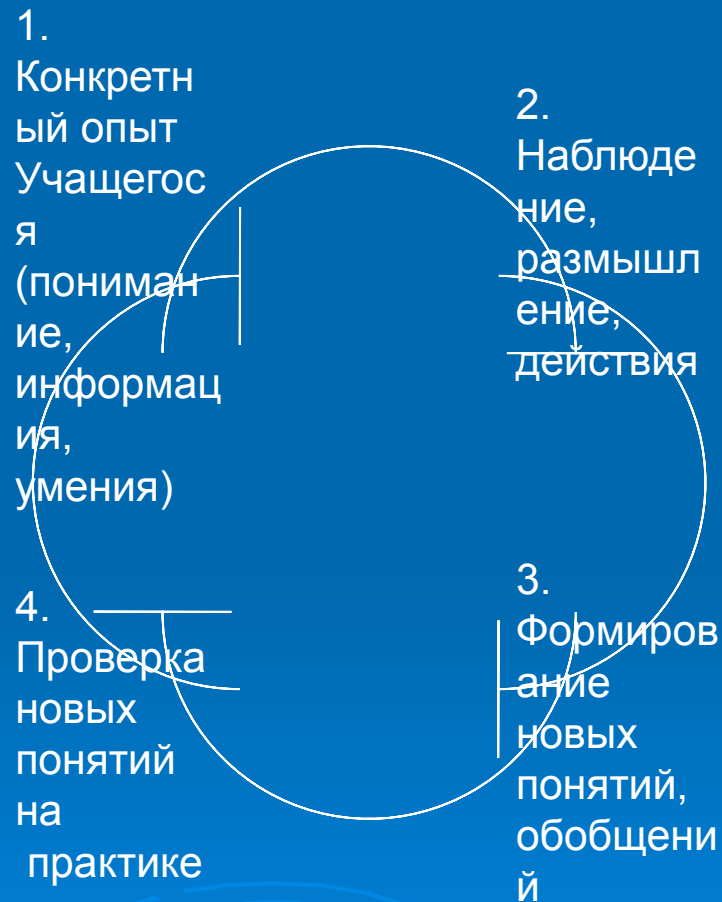 1.
Конкретн
ый опыт
Учащегос
я
(пониман
ие,
информац
ия,
умения)
2.
Наблюде
ние,
размышл
ение,
действия
3.
Формиров
ание
новых
понятий,
обобщени
й
4.
Проверка
новых
понятий
на
практике